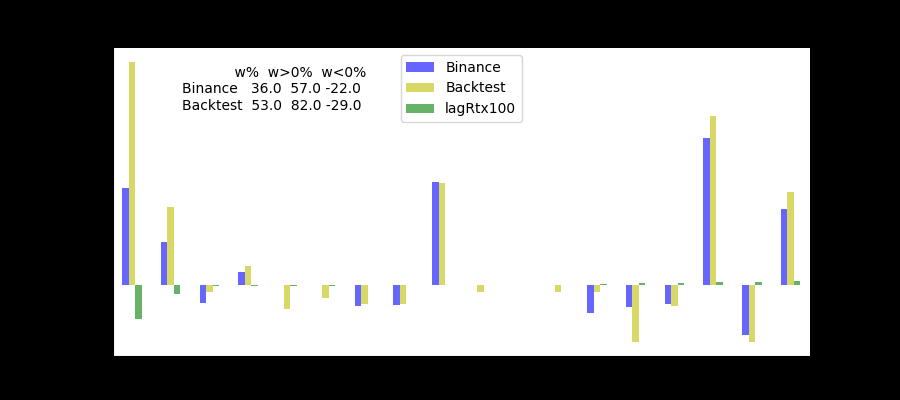 w%  w>0%  w<0%
Binance   36.0  57.0 -22.0
Backtest  53.0  82.0 -29.0
Binance
Backtest
lagRtx100